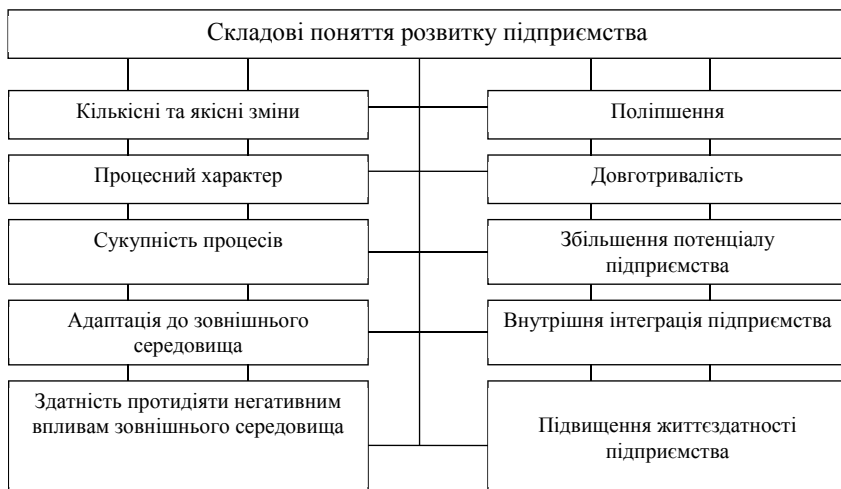 Складові поняття розвитку підприємства
Кількісні та якісні зміни
Поліпшення
Процесний характер
Довготривалість
Сукупність процесів
Збільшення потенціалу
підприємства
Адаптація до зовнішнього
середовища
Внутрішня інтеграція підприємства
Здатність протидіяти негативним
впливам зовнішнього середовища
Підвищення життєздатності
підприємства